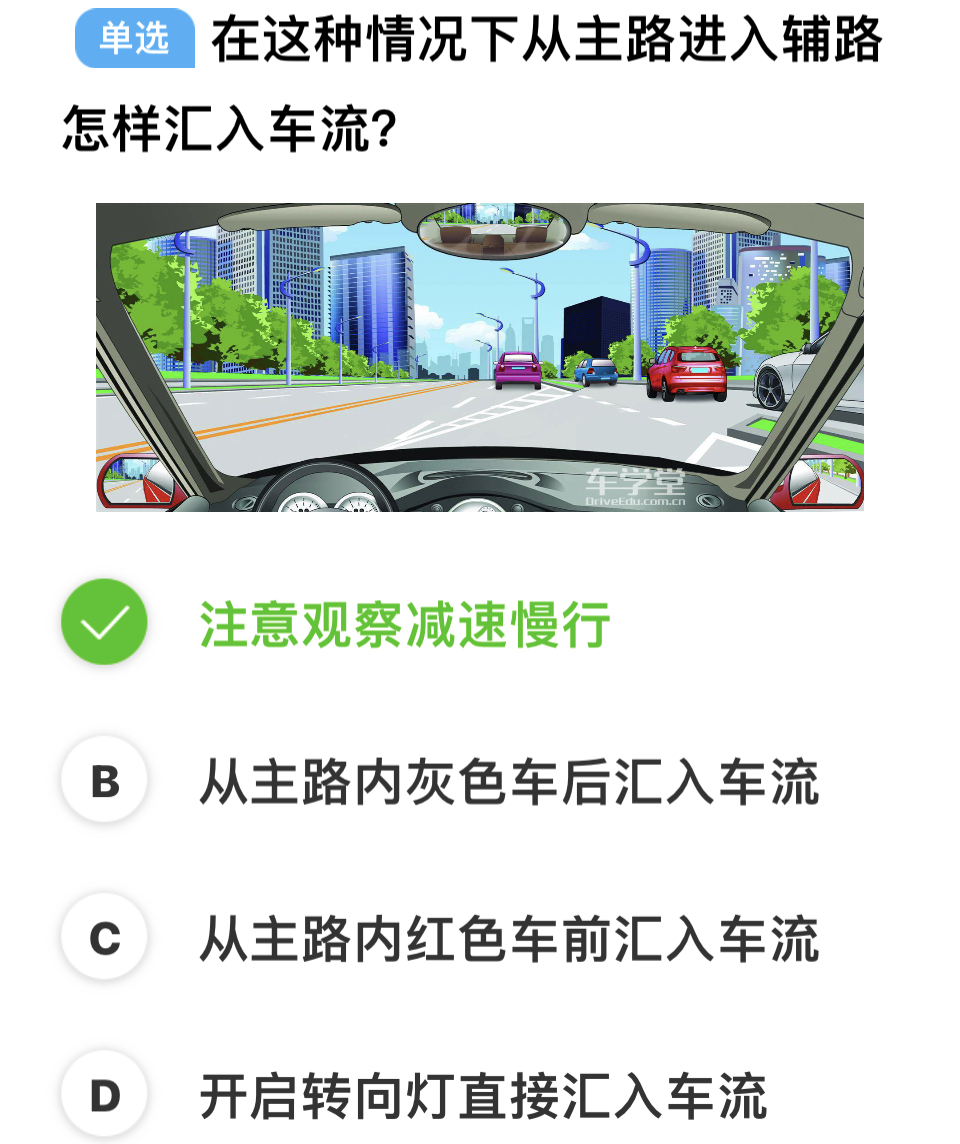 单选 在这种情况下从主路进入辅路
怎样汇入车流?
车学堂
DriveEdu.com.cn
注意观察减速慢行
B 从主路内灰色车后汇入车流
C 从主路内红色车前汇入车流
D 开启转向灯直接汇入车流